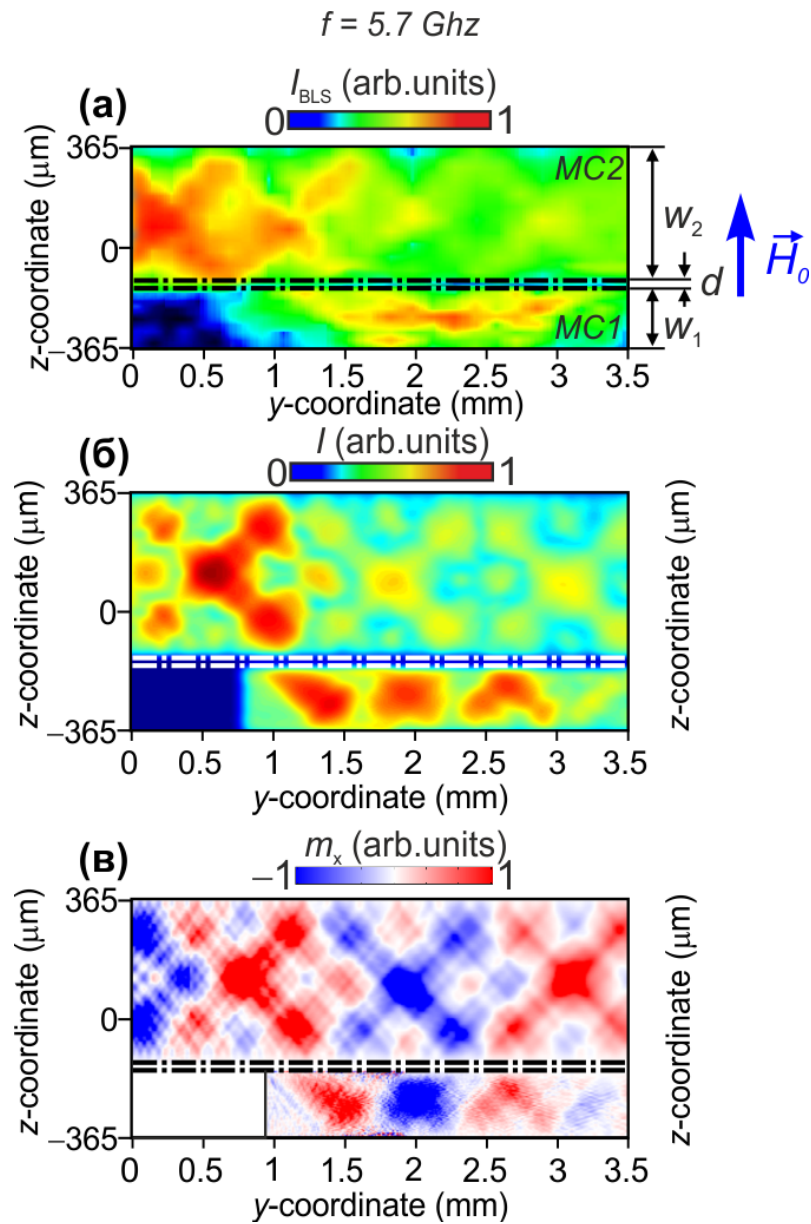 f = 5.7 Ghz
(а)
I_BLS (arb.units)
0 1
365
0
−365
z-coordinate (μm)
MC2
MC1
w₂
d
w₁
H₀
0 0.5 1 1.5 2 2.5 3 3.5
y-coordinate (mm)
(б)
I (arb.units)
0 1
365
0
−365
z-coordinate (μm)
z-coordinate (μm)
0 0.5 1 1.5 2 2.5 3 3.5
y-coordinate (mm)
(в)
mₓ (arb.units)
−1 1
365
0
−365
z-coordinate (μm)
z-coordinate (μm)
0 0.5 1 1.5 2 2.5 3 3.5
y-coordinate (mm)